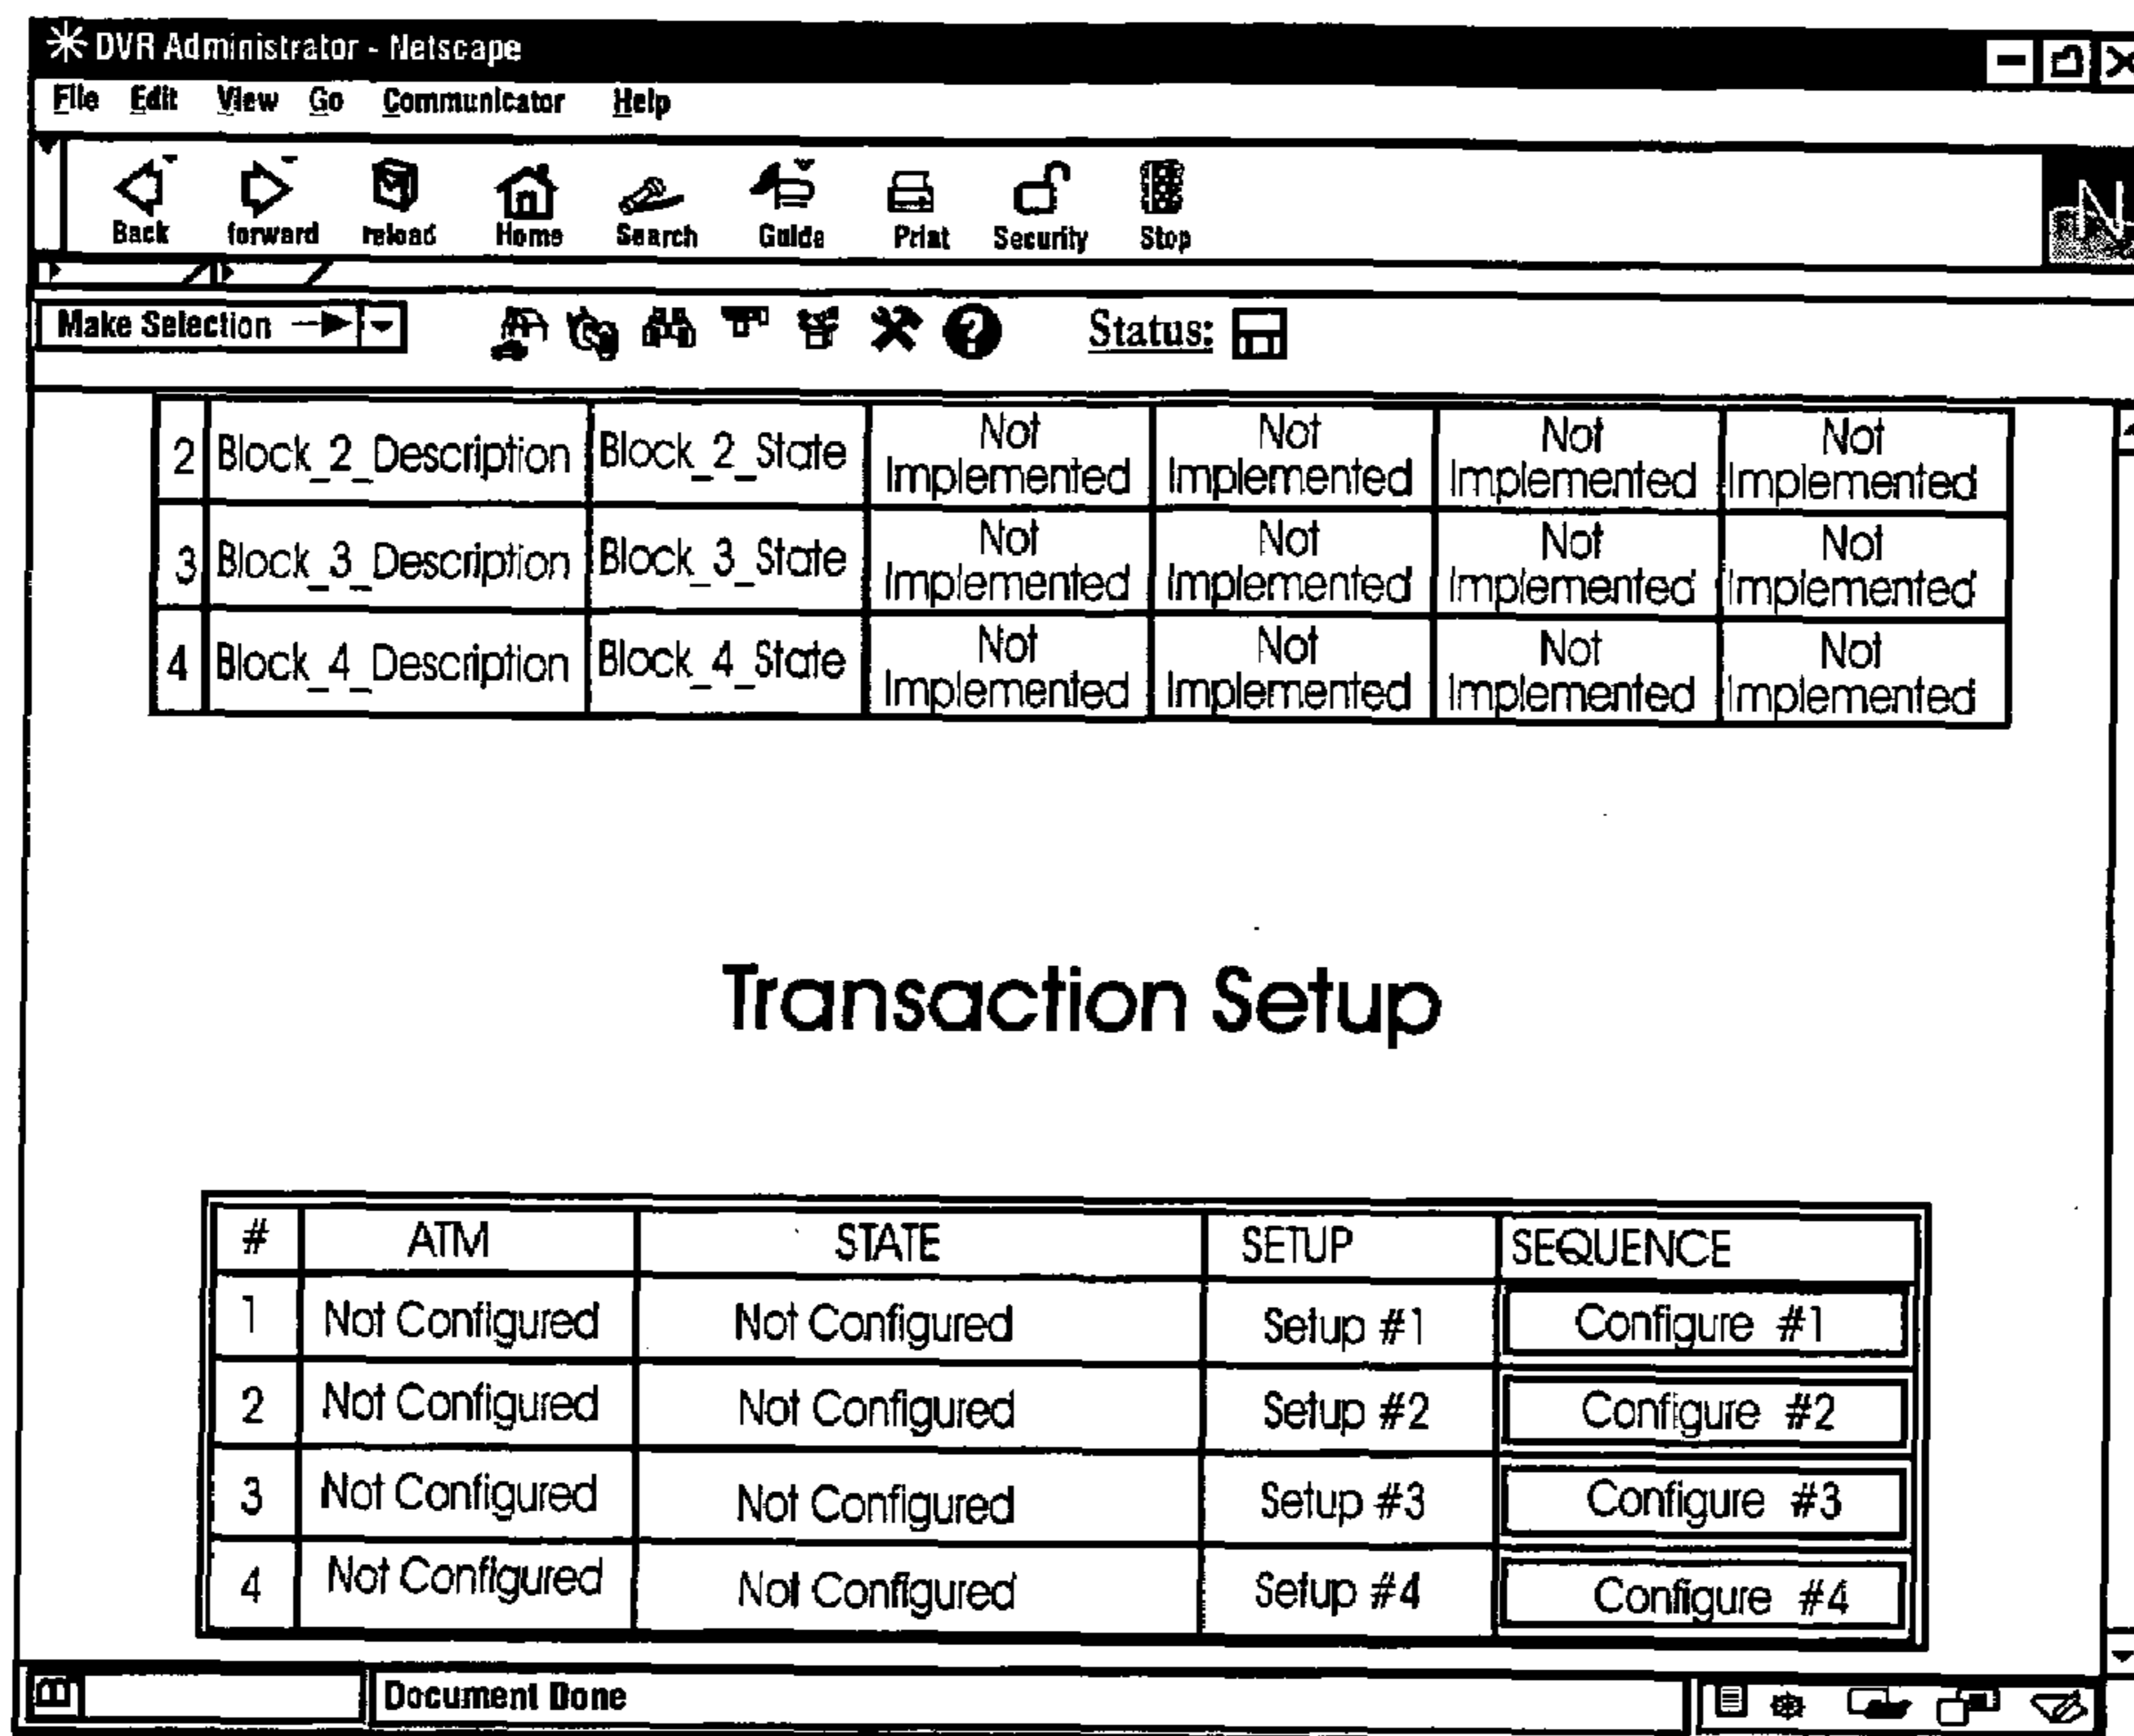 DVR Administrator - Netscape
File Edit View Go Communicator Help
Back forward reload Home Search Guide Print Security Stop
N
Make Selection
? Status:
2 Block_2_Description Block_2_State Not Implemented Not Implemented Not Implemented Not Implemented
3 Block_3_Description Block_3_State Not Implemented Not Implemented Not Implemented Not Implemented
4 Block_4_Description Block_4_State Not Implemented Not Implemented Not Implemented Not Implemented
Transaction Setup
# ATM STATE SETUP SEQUENCE
1 Not Configured Not Configured Setup #1 Configure #1
2 Not Configured Not Configured Setup #2 Configure #2
3 Not Configured Not Configured Setup #3 Configure #3
4 Not Configured Not Configured Setup #4 Configure #4
Document Done